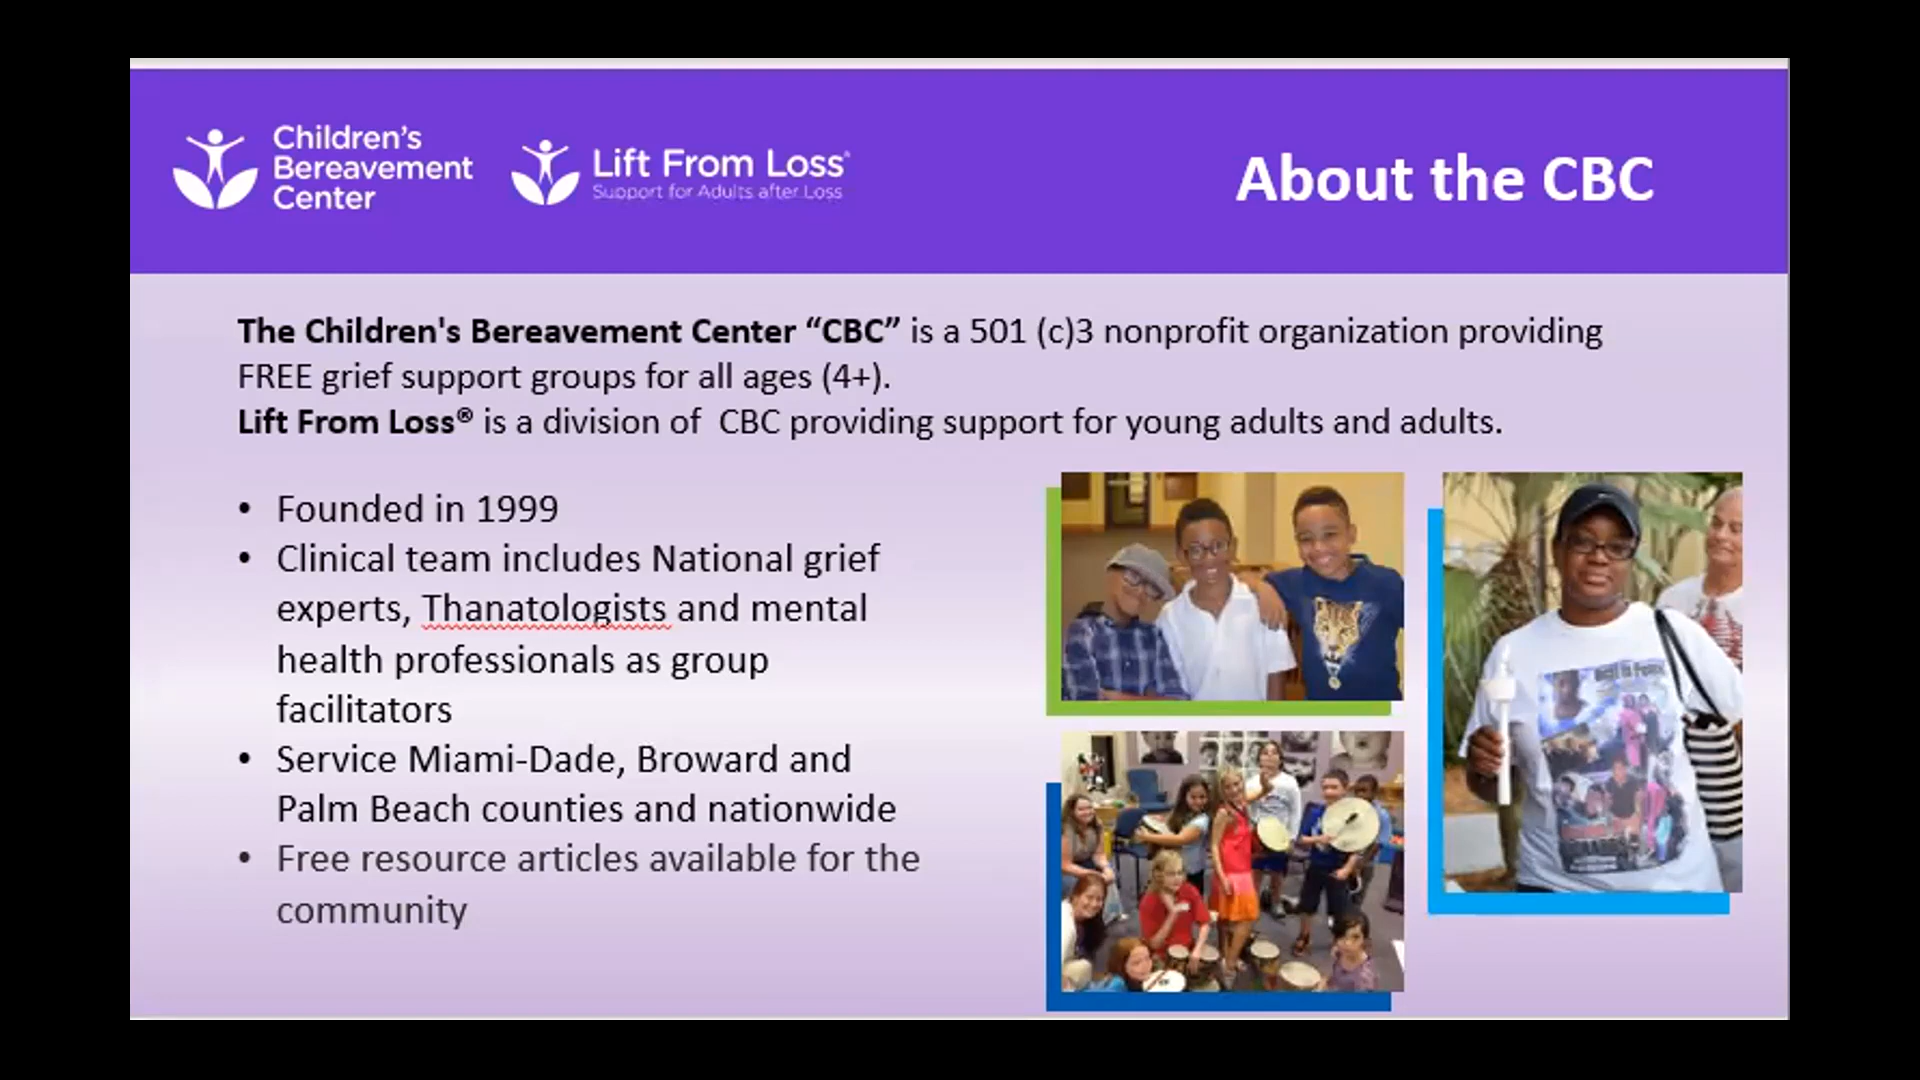 Children's
Bereavement
Center
Lift From Loss®
Support for Adults after Loss
About the CBC
The Children's Bereavement Center “CBC” is a 501 (c)3 nonprofit organization providing
FREE grief support groups for all ages (4+).
Lift From Loss® is a division of CBC providing support for young adults and adults.
• Founded in 1999
• Clinical team includes National grief
experts, Thanatologists and mental
health professionals as group
facilitators
• Service Miami-Dade, Broward and
Palm Beach counties and nationwide
• Free resource articles available for the
community